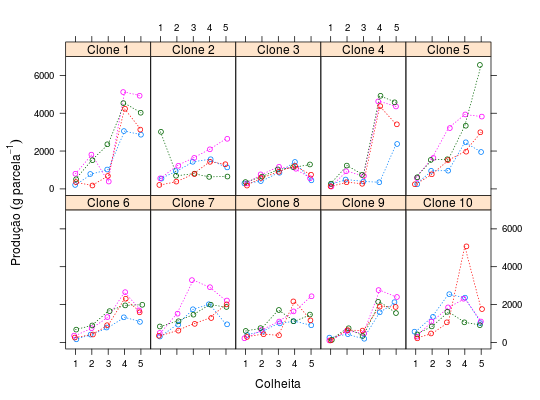 1 2 3 4 5 1 2 3 4 5
Clone 1 Clone 2 Clone 3 Clone 4 Clone 5
6000
4000
2000
0
Clone 6 Clone 7 Clone 8 Clone 9 Clone 10
6000
4000
2000
0
1 2 3 4 5 1 2 3 4 5 1 2 3 4 5
Colheita
Produção (g parcela⁻¹)